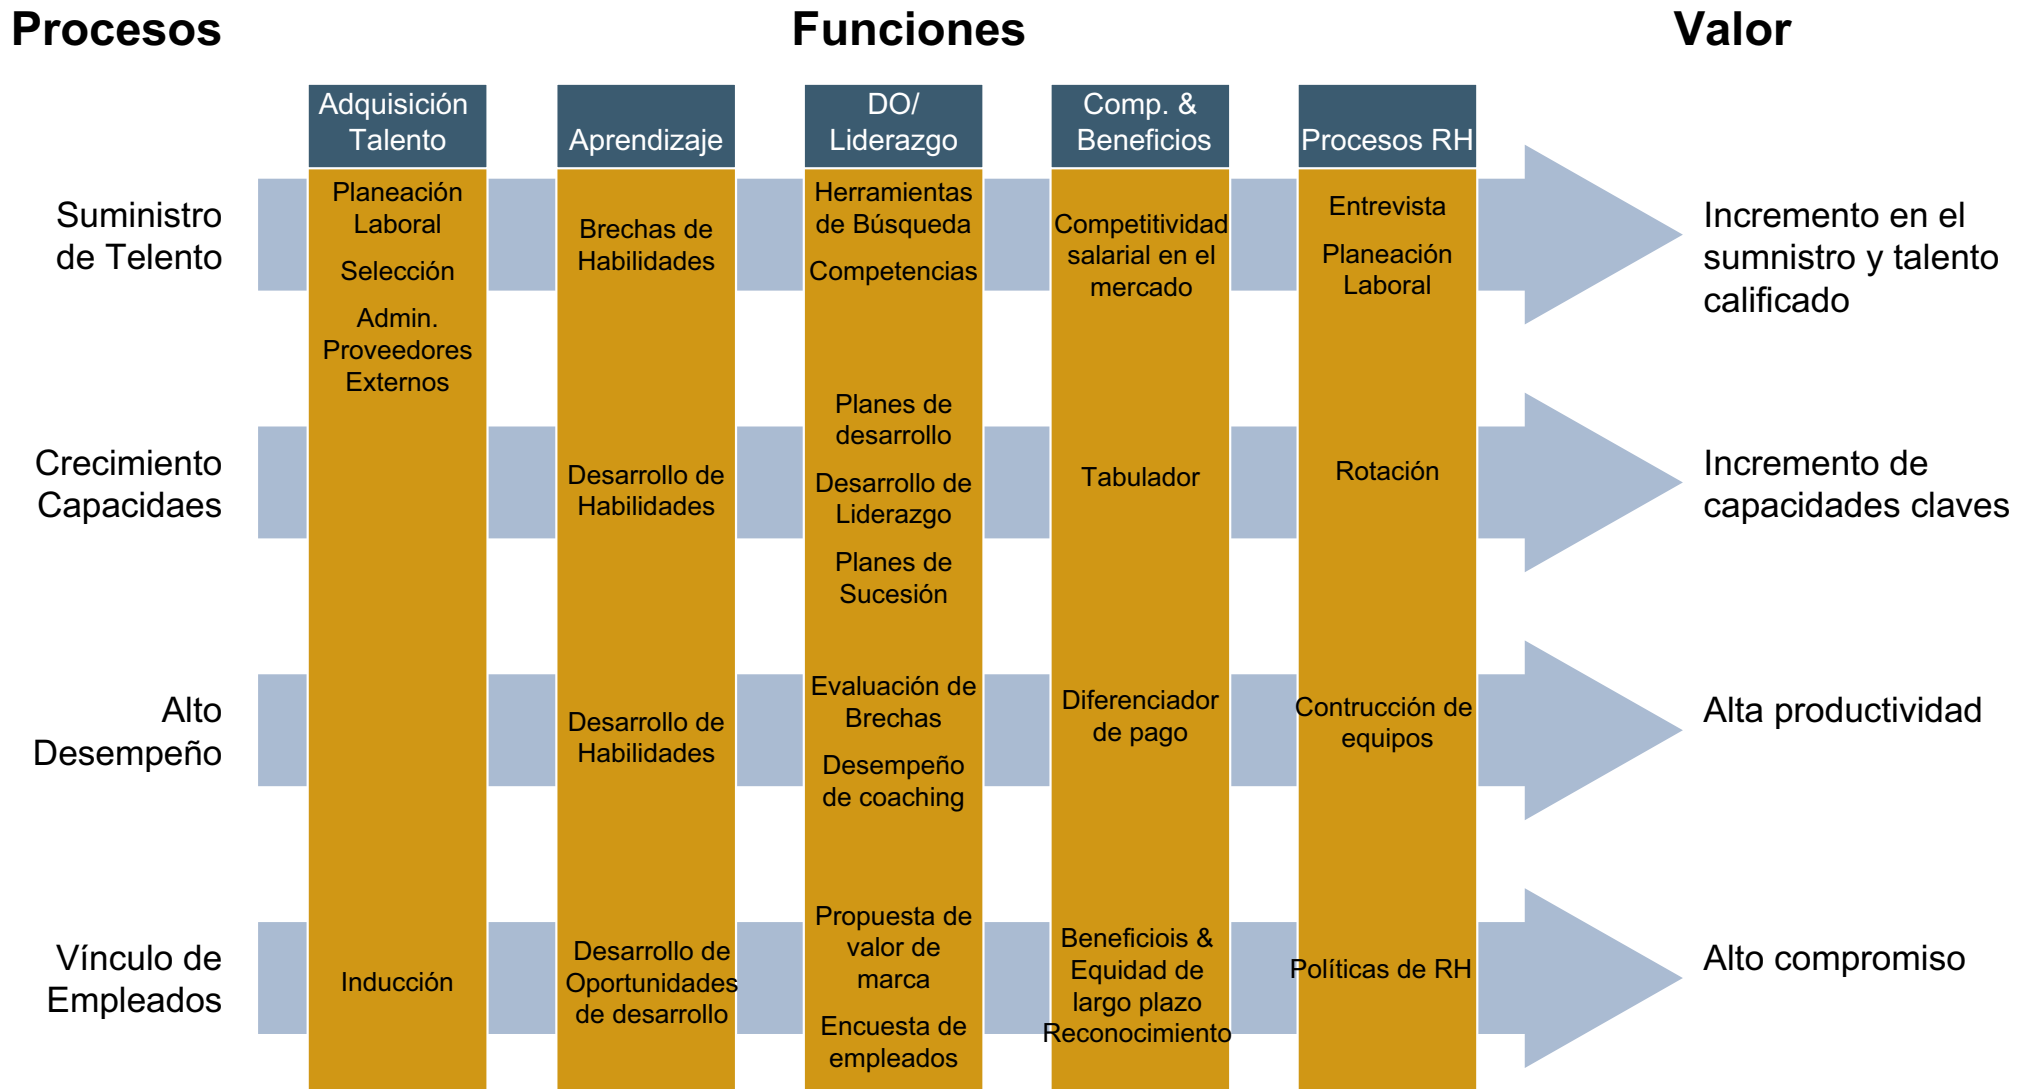 Procesos
Funciones
Valor
Adquisición
Talento
Aprendizaje
DO/
Liderazgo
Comp. &
Beneficios
Procesos RH
Suministro
de Telento
Planeación
Laboral
Selección
Admin.
Proveedores
Externos
Brechas de
Habilidades
Herramientas
de Búsqueda
Competencias
Competitividad
salarial en el
mercado
Entrevista
Planeación
Laboral
Incremento en el
sumnistro y talento
calificado
Crecimiento
Capacidaes
Desarrollo de
Habilidades
Planes de
desarrollo
Desarrollo de
Liderazgo
Planes de
Sucesión
Tabulador
Rotación
Incremento de
capacidades claves
Alto
Desempeño
Desarrollo de
Habilidades
Evaluación de
Brechas
Desempeño
de coaching
Diferenciador
de pago
Contrucción de
equipos
Alta productividad
Vínculo de
Empleados
Inducción
Desarrollo de
Oportunidades
de desarrollo
Propuesta de
valor de
marca
Encuesta de
empleados
Beneficiois &
Equidad de
largo plazo
Reconocimiento
Políticas de RH
Alto compromiso